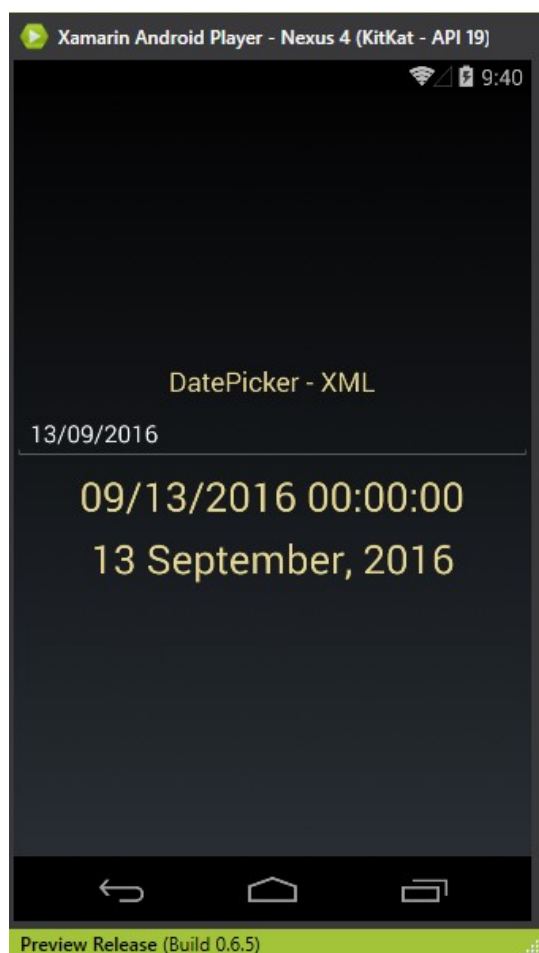 Xamarin Android Player - Nexus 4 (KitKat - API 19)
9:40
DatePicker - XML
13/09/2016
09/13/2016 00:00:00
13 September, 2016
Preview Release (Build 0.6.5)